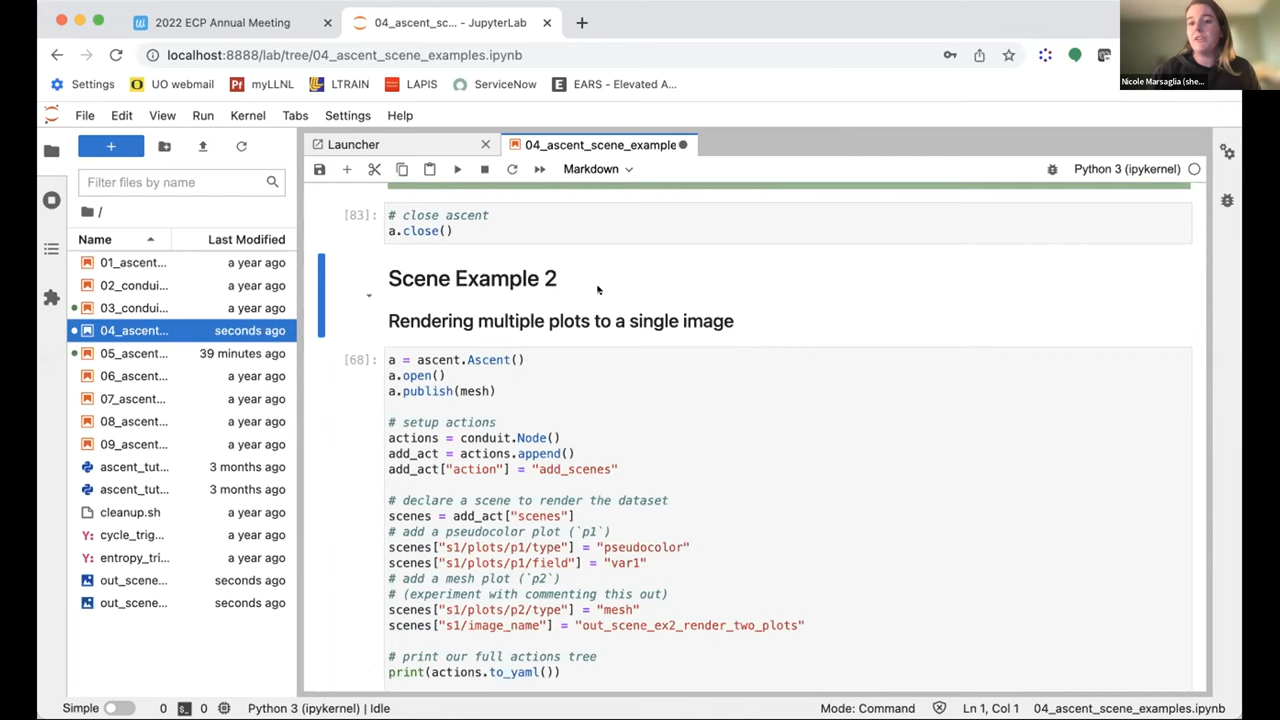 2022 ECP Annual Meeting
04_ascent_sc... - JupyterLab
localhost:8888/lab/tree/04_ascent_scene_examples.ipynb
Settings
UO webmail
myLLNL
LTRAIN
LAPIS
ServiceNow
EARS - Elevated A...
Nicole Marsaglia (she...
File Edit View Run Kernel Tabs Settings Help
Launcher
04_ascent_scene_example
Markdown
Python 3 (ipykernel)
Filter files by name
/
Name Last Modified
01_ascent... a year ago
02_condui... a year ago
03_condui... a year ago
04_ascent... seconds ago
05_ascent... 39 minutes ago
06_ascent... a year ago
07_ascent... a year ago
08_ascent... a year ago
09_ascent... a year ago
ascent_tut... 3 months ago
ascent_tut... 3 months ago
cleanup.sh a year ago
Y: cycle_trig... a year ago
Y: entropy_tri... a year ago
out_scene... seconds ago
out_scene... seconds ago
[83]: # close ascent
a.close()
Scene Example 2
Rendering multiple plots to a single image
[68]: a = ascent.Ascent()
a.open()
a.publish(mesh)
# setup actions
actions = conduit.Node()
add_act = actions.append()
add_act["action"] = "add_scenes"
# declare a scene to render the dataset
scenes = add_act["scenes"]
# add a pseudocolor plot (`p1`)
scenes["s1/plots/p1/type"] = "pseudocolor"
scenes["s1/plots/p1/field"] = "var1"
# add a mesh plot (`p2`)
# (experiment with commenting this out)
scenes["s1/plots/p2/type"] = "mesh"
scenes["s1/image_name"] = "out_scene_ex2_render_two_plots"
# print our full actions tree
print(actions.to_yaml())
Simple 0 0 Python 3 (ipykernel) | Idle
Mode: Command Ln 1, Col 1 04_ascent_scene_examples.ipynb